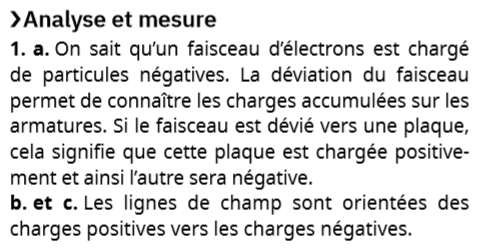 ❯Analyse et mesure
1. a. On sait qu’un faisceau d’électrons est chargé
de particules négatives. La déviation du faisceau
permet de connaître les charges accumulées sur les
armatures. Si le faisceau est dévié vers une plaque,
cela signifie que cette plaque est chargée positive-
ment et ainsi l’autre sera négative.
b. et c. Les lignes de champ sont orientées des
charges positives vers les charges négatives.